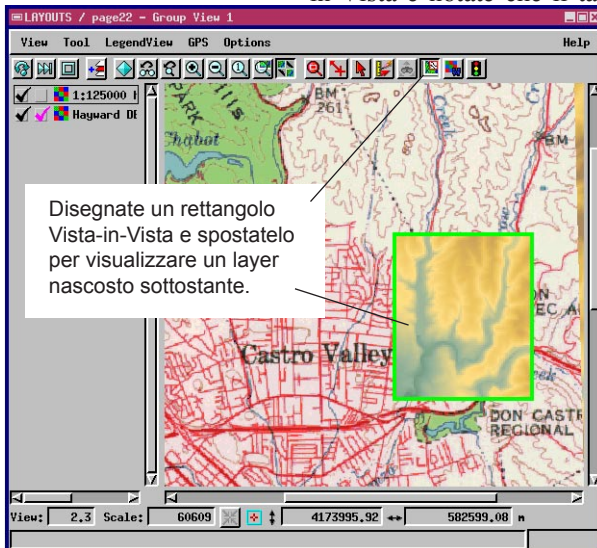 LAYOUTS / page22 - Group View 1
View Tool LegendView GPS Options Help
1:125000
Hayward DE
PARK
BM
261
Creek
BM
Chabot
Disegnate un rettangolo
Vista-in-Vista e spostatelo
per visualizzare un layer
nascosto sottostante.
Castro Valley
DON CASTR
REGIONAL
View: 2.3 Scale: 60609 4173995.92 582599.08 m